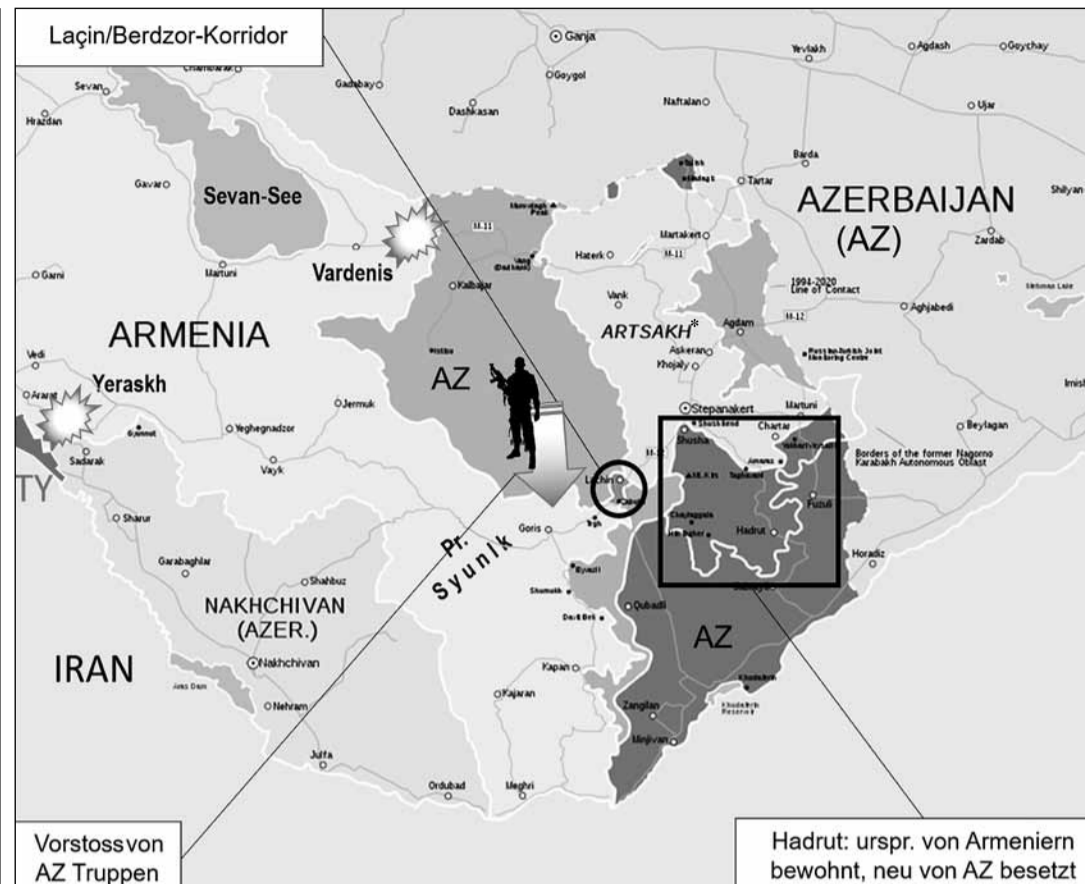 Laçin/Berdzor-Korridor
Ganja
Yevlakh
Agdash
Goychay
Sevan
Gadabay
Goygol
Hrazdan
Dashkasan
Naftalan
Ujar
Gavar
Sevan-See
Barda
Tartar
AZERBAIJAN
(AZ)
M-11
Martakert
Zardab
Garni
Martuni
Vardenis
Haterk
M-11
Kalbajar
1994-2020
Line of Contact
Vank
Aghjabedi
M-12
ARMENIA
ARTSAKH*
Agdam
Vedi
Askeran
Khojaly
AZ
Ararat
Yeraskh
Jermuk
Stepanakert
Martuni
Beylagan
Yeghegnadzor
Shusha
Chartar
Borders of the former Nagorno
Karabakh Autonomous Oblast
Sadarak
Vayk
TY
Lachin
Fuzuli
Sharur
Goris
Hadrut
Pr.
Syunik
Horadiz
Garabaghlar
Shahbuz
NAKHCHIVAN
(AZER.)
Qubadli
AZ
IRAN
Nakhchivan
Kapan
Kajaran
Nehram
Zangilan
Minjivan
Julfa
Ordubad
Meghri
Vorstoss von
AZ Truppen
Hadrut: urspr. von Armeniern
bewohnt, neu von AZ besetzt